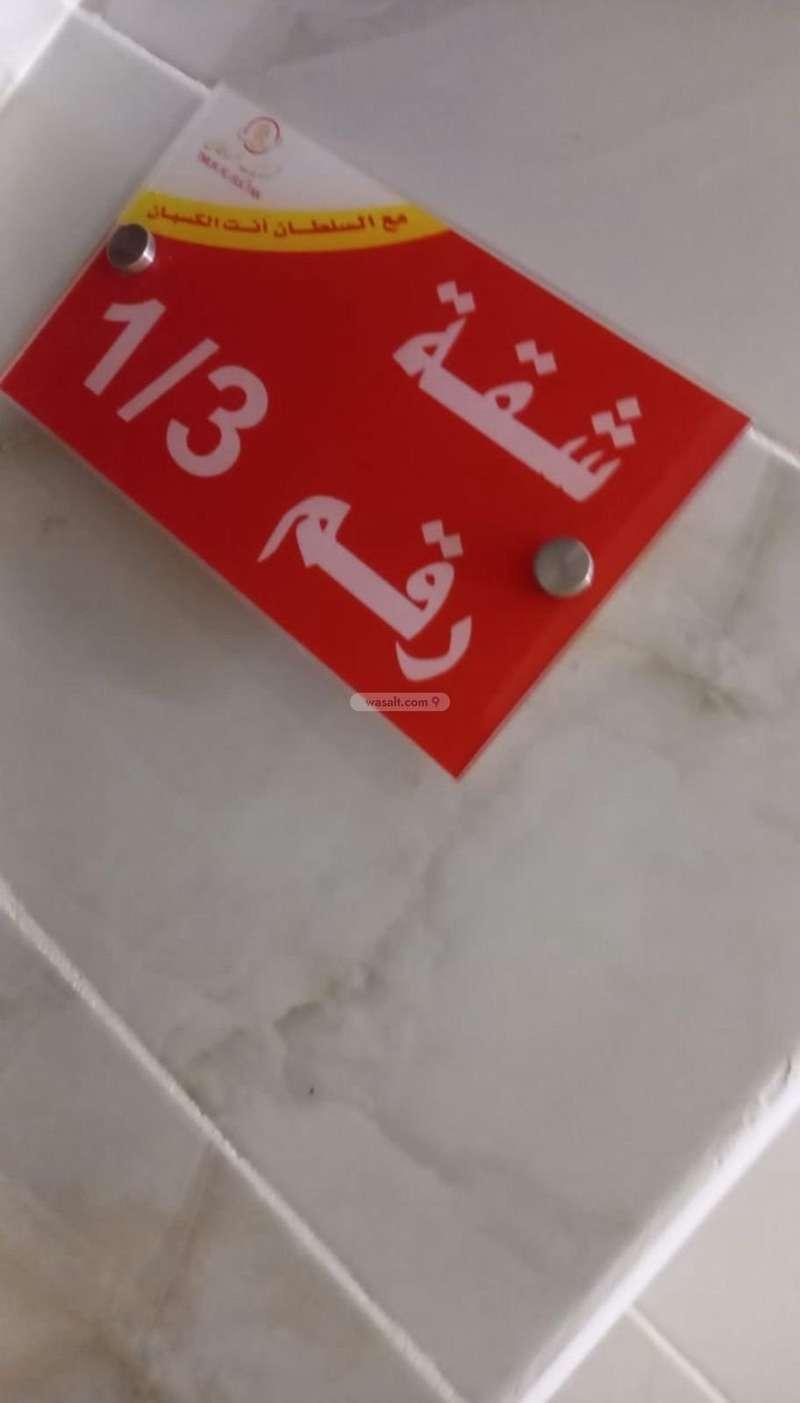 مع السلطان أنت الكسبان
شقة
رقم
1/3
wasalt.com